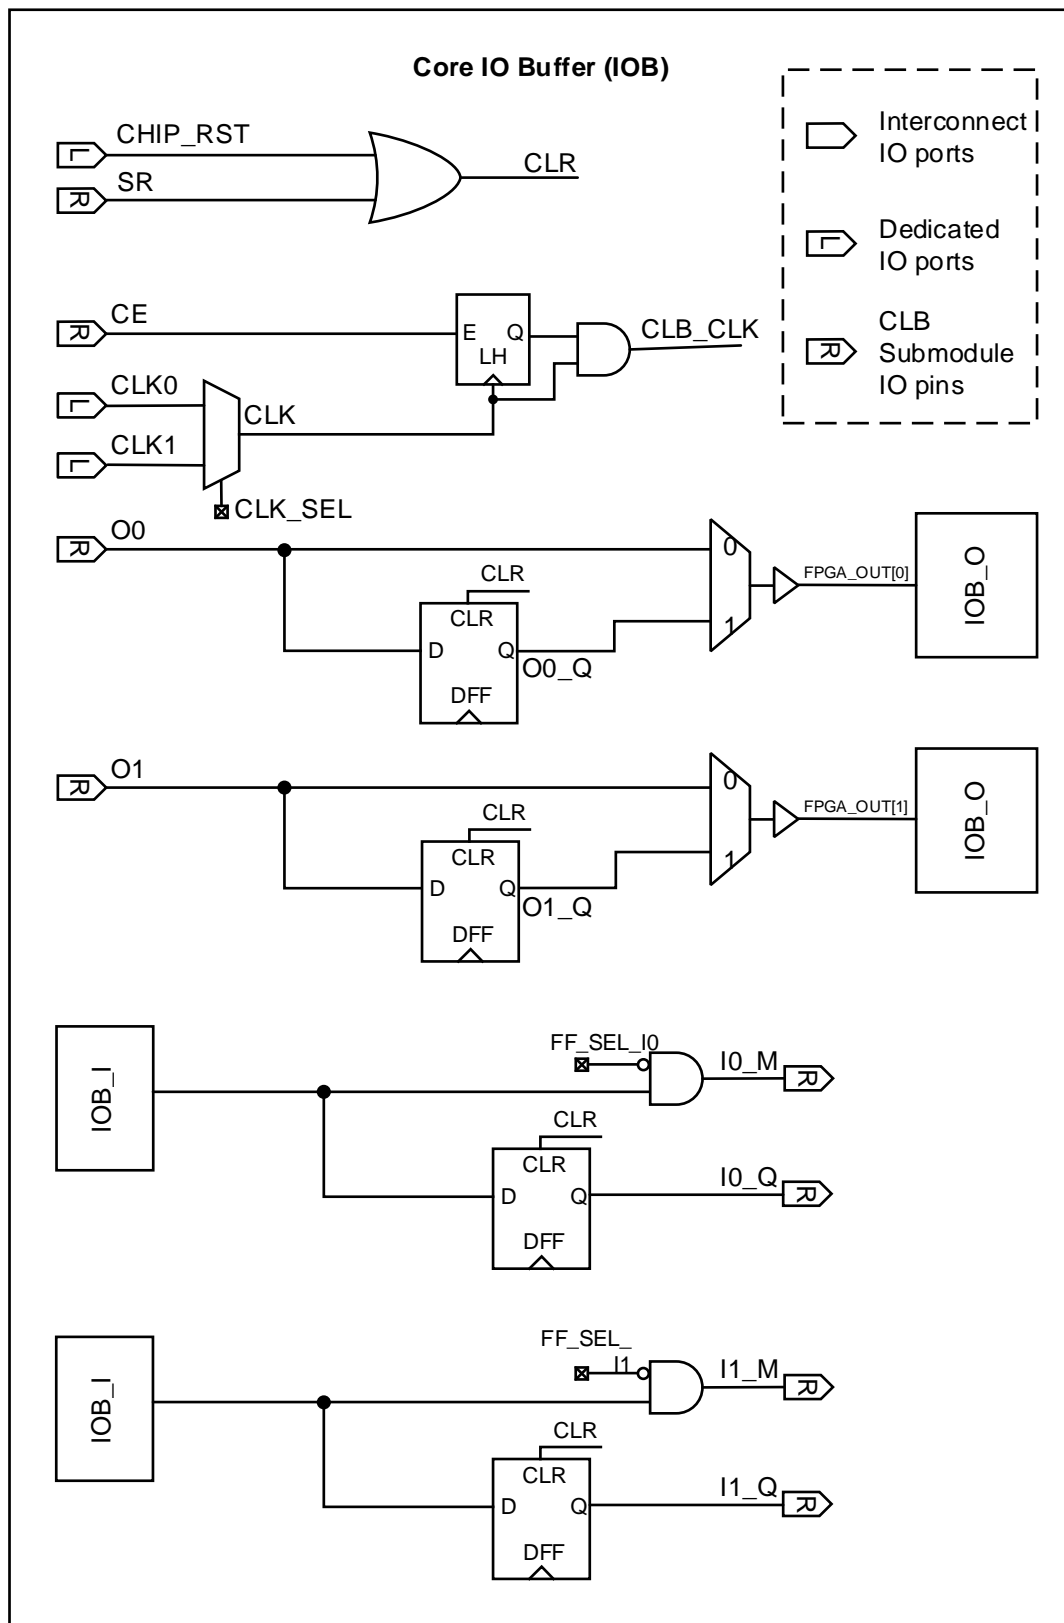 Core IO Buffer (IOB)
Interconnect
IO ports
L
Dedicated
IO ports
R
CLB
Submodule
IO pins
CHIP_RST
L
SR
R
CLR
CE
R
E
Q
LH
CLB_CLK
CLK0
L
CLK
CLK1
L
CLK_SEL
O0
R
0
1
CLR
CLR
D
Q
DFF
O0_Q
FPGA_OUT[0]
IOB_O
O1
R
0
1
CLR
CLR
D
Q
DFF
O1_Q
FPGA_OUT[1]
IOB_O
IOB_I
FF_SEL_I0
I0_M
R
CLR
CLR
D
Q
DFF
I0_Q
R
IOB_I
FF_SEL_
I1
I1_M
R
CLR
CLR
D
Q
DFF
I1_Q
R